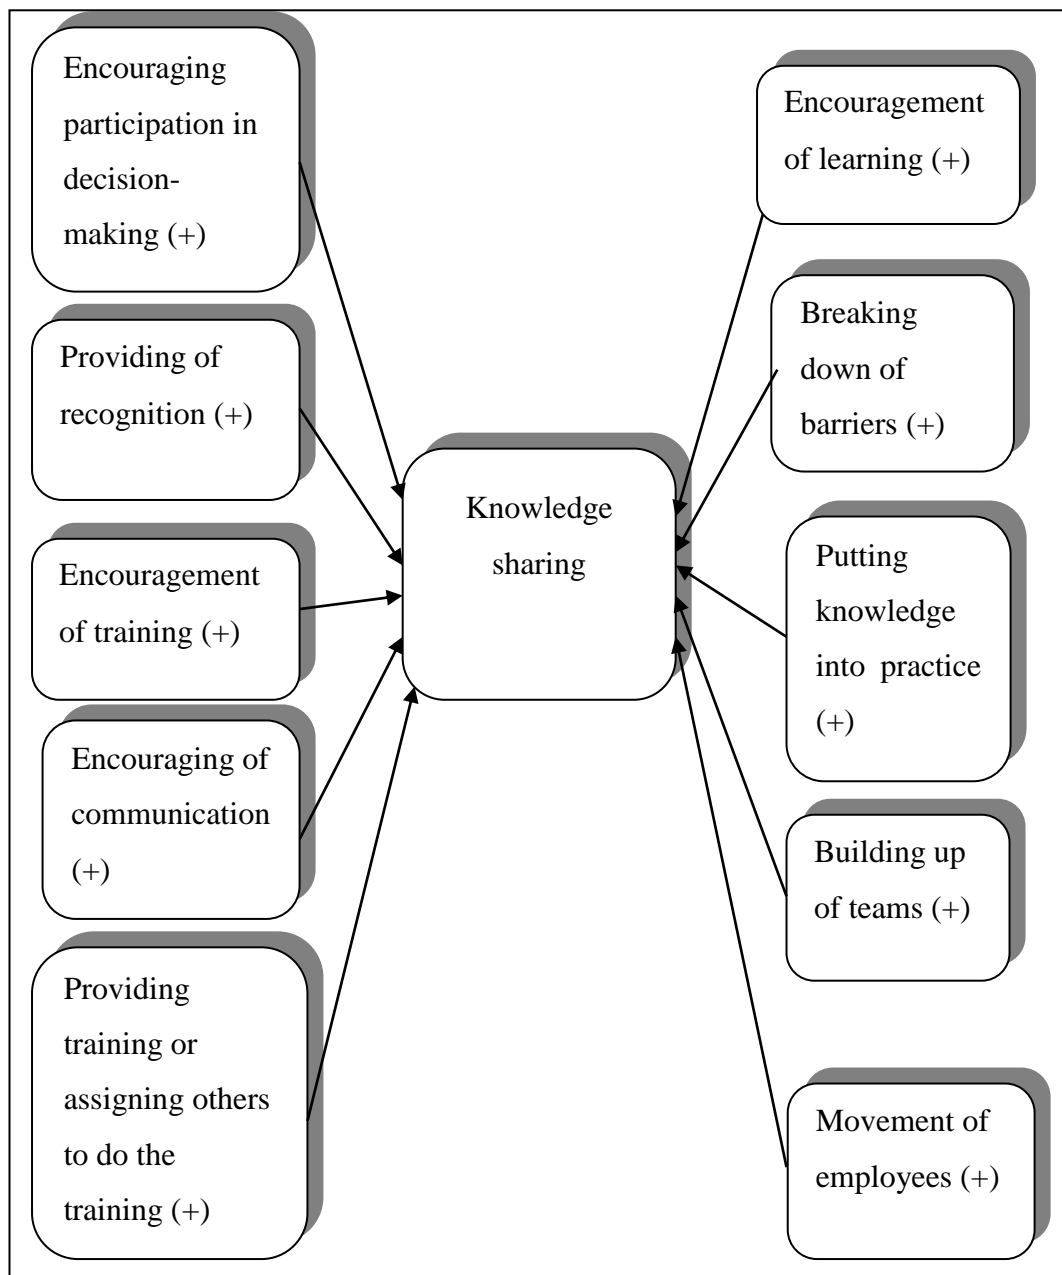 Encouraging
participation in
decision-
making (+)
Providing of
recognition (+)
Encouragement
of training (+)
Encouraging of
communication
(+)
Providing
training or
assigning others
to do the
training (+)
Knowledge
sharing
Encouragement
of learning (+)
Breaking
down of
barriers (+)
Putting
knowledge
into practice
(+)
Building up
of teams (+)
Movement of
employees (+)